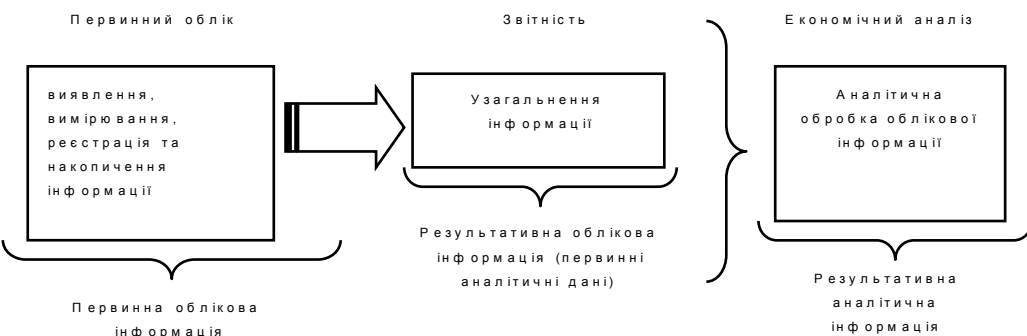 Первинний облік
виявлення,
вимірювання,
реєстрація та
накопичення
інформації
Первинна облікова
інформація
Звітність
Узагальнення
інформації
Результативна облікова
інформація (первинні
аналітичні дані)
Економічний аналіз
Аналітична
обробка облікової
інформації
Результативна
аналітична
інформація